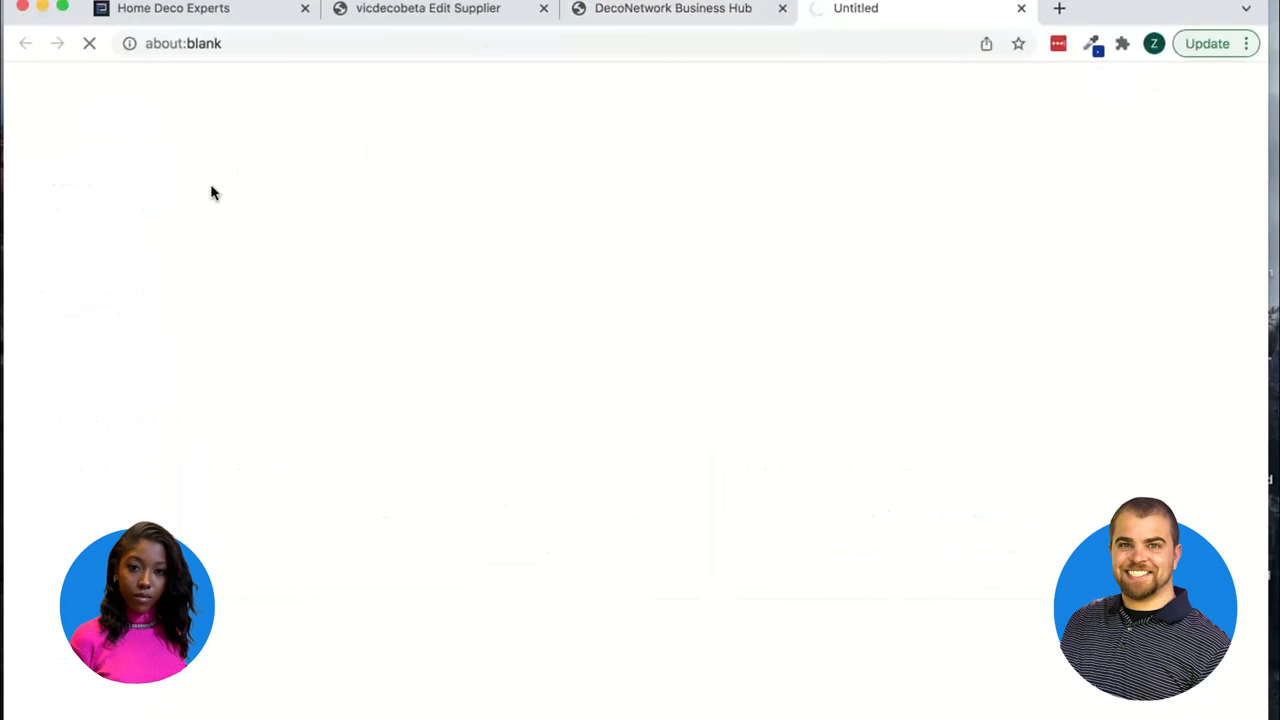 Home Deco Experts
vicdecobeta Edit Supplier
DecoNetwork Business Hub
Untitled
about:blank
Z
Update